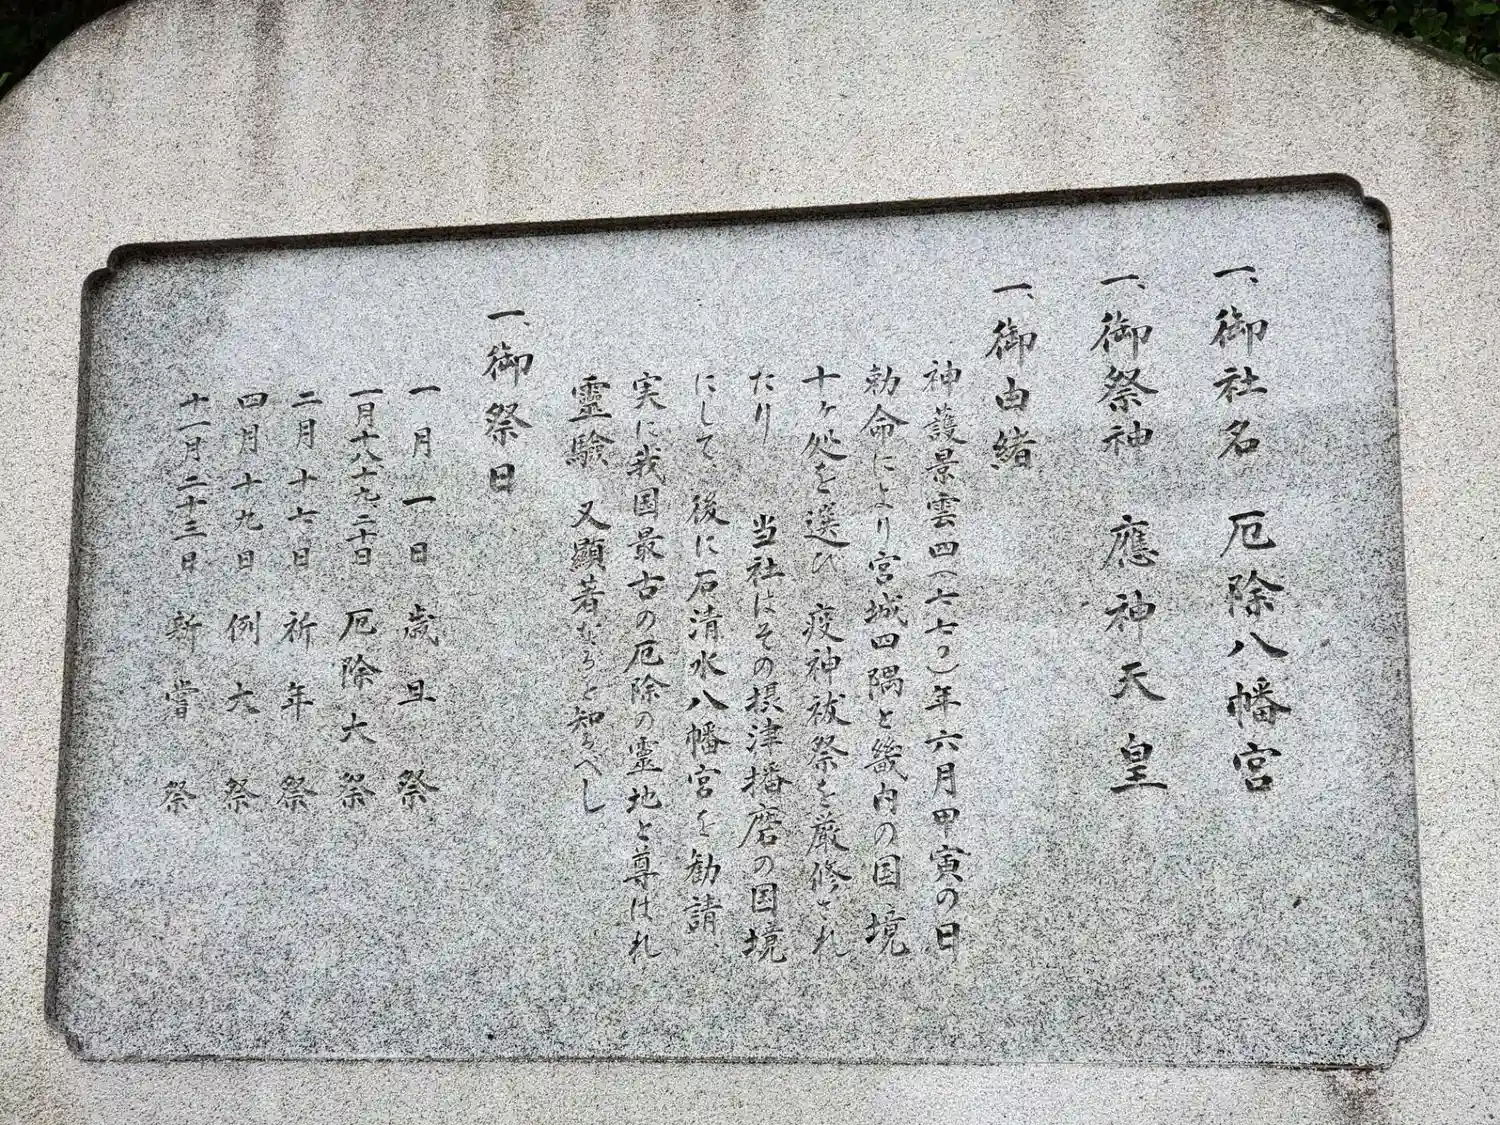 一、御社名 厄除八幡宮
一、御祭神 應神天皇
一、御由緒
神護景雲四(七七〇)年六月甲寅の日
勅命により宮城四隅と畿内の国境
十ヶ処を選び 疫神祓祭を厳修され
たり 当社はその摂津播磨の国境
にして、後に石清水八幡宮を勧請、
実に我国最古の厄除の霊地と尊ばれ
靈験 又顕著なりと知るべし。
一、御祭日
一月 一日 歳旦祭
一月十八十九二十日 厄除大祭
二月 十七日 祈年祭
四月 十九日 例大祭
十一月二十三日 新嘗祭